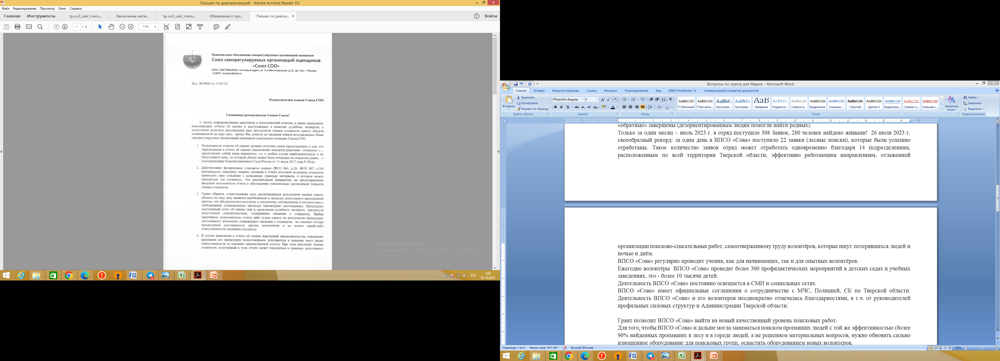 Письмо по диапазонам.pdf - Adobe Acrobat Reader DC
Файл Редактирование Просмотр Окно Справка
Главная Инструменты tg-uv2_user_manu... Заключение экспе... tg-uv2_user_manu... Объявление о про... Письмо по диапаз... × Войти
1 / 4 71%
Национальное объединение саморегулируемых организаций оценщиков
Союз саморегулируемых организаций оценщиков
«Союз СОО»
ОГРН: 1087799029493. Почтовый адрес: ул. 5-я Магистральная, д.12, оф. 410, г. Москва,
123007, souzsoo@mail.ru
Исх. №10043 от 15.07.22
Руководителям членов Союза СОО
Уважаемые руководители членов Союза!
С целью информирования заказчиков и пользователей отчетов, а также оценщиков,
выпускающих отчеты об оценке и выступающих в качестве судебных экспертов, о
допустимой величине расхождения двух результатов оценки стоимости одного объекта
недвижимости на одну дату, прошу Вас довести до сведения членов возглавляемых Вами
саморегулируемых организаций оценщиков следующую позицию Союза СОО.
1. Пользователи отчетов об оценке должны получать ясное представление о том, что
определенная в отчете об оценке (заключении эксперта) рыночная стоимость «...
представляет собой лишь вероятную, т.е. в любом случае приблизительную и не
безусловную цену, по которой объект может быть отчужден на открытом рынке...»
(постановление Конституционного Суда России от 11 июля 2017 года N 20-п).
2. Действующие федеральные стандарты оценки (ФСО №1, п.26, ФСО №7, п.30)
рекомендуют оценщику помимо указания в отчете итоговой величины стоимости
приводить свое суждение о возможных границах интервала, в котором может
находиться эта стоимость. Эта рекомендация направлена на предотвращение
введения пользователя отчета в заблуждение относительно достигаемой точности
оценки стоимости.
3. Таким образом, существование двух различающихся результатов оценки одного
объекта на одну дату является неизбежными в пределах допустимого расхождения
притом, что оба результата получены в документах, составленных в соответствии с
требованиями установленных процедур (процедурно достоверных). Процедурно
достоверный отчет об оценке (как и заключение судебного эксперта) признается
допустимым доказательством, содержащим сведения о стоимости. Выбор
заказчиком, пользователем отчета либо судом одного из результатов процедурно
достоверного документа, содержащего сведения о стоимости, не означает потери
процедурной достоверности другим документом и не влечет какой-либо
ответственности оценщика (эксперта).
4. В случае выявления в отчете об оценке нарушений законодательства, повлекших
признание его процедурно недостоверным, исполнитель и оценщик несут риски
ответственности за оказание некачественной услуги. При этом результат оценки
стоимости, полученный в этом отчете может находиться в границах допустимого
Активация Windows
Чтобы активировать Windows, перейдите к параметрам
компьютера.
РУС 3:02
02.10.2023
Вопросы по гранту для Марио - Microsoft Word
Главная Вставка Разметка страницы Ссылки Рассылки Рецензирование Вид ABBYY FineReader 12 Универсальный конвертер документов
Вставить Вырезать Копировать Формат по образцу
PTSansPro-Regular 9
¶ Обычный ¶ Без инте... Заголово... Заголово... Название Подзагол... Слабое в... Выделение Сильное ... Строгий Цитата 2 Выделенн... Слабая сс... Сильная с...
Изменить стили Найти Заменить Выделить
Буфер обмена Шрифт Абзац Стили Редактирование
«обратные» завершены (дезориентированным людям помогли найти родных).
Только за один месяц – июль 2023 г. в отряд поступило 308 Заявок, 280 человек найдено живыми! 26 июля 2023 г.
своеобразный рекорд: за один день в ВПСО «Сова» поступило 22 заявки (лесные поиски), которые были успешно
отработаны. Такое количество заявок отряд может отработать одновременно благодаря 14 подразделениям,
расположенным по всей территории Тверской области, эффективно работающим направлениям, отлаженной
организации поисково-спасательных работ, самоотверженному труду волонтёров, которые ищут потерявшихся людей и
ночью и днём.
ВПСО «Сова» регулярно проводит учения, как для начинающих, так и для опытных волонтёров.
Ежегодно волонтёры ВПСО «Сова» проводят более 300 профилактических мероприятий в детских садах и учебных
заведениях, это - более 10 тысячи детей.
Деятельность ВПСО «Сова» постоянно освещается в СМИ и социальных сетях.
ВПСО «Сова» имеет официальные соглашения о сотрудничестве с МЧС, Полицией, СК по Тверской области.
Деятельность ВПСО «Сова» и его волонтеров неоднократно отмечалась благодарностями, в т.ч. от руководителей
профильных силовых структур и Администрации Тверской области.
Грант позволит ВПСО «Сова» выйти на новый качественный уровень поисковых работ.
Для того, чтобы ВПСО «Сова» и дальше могла заниматься поиском пропавших людей с той же эффективностью (более
90% найденных пропавших в лесу и в городе людей, а не решением материальных вопросов, нужно обновить сильно
изношенное оборудование для поисковых групп, оснастить оборудованием новых волонтеров.
Страница: 1 из 3 Число слов: 14/1 457 Русский (Россия) 180%